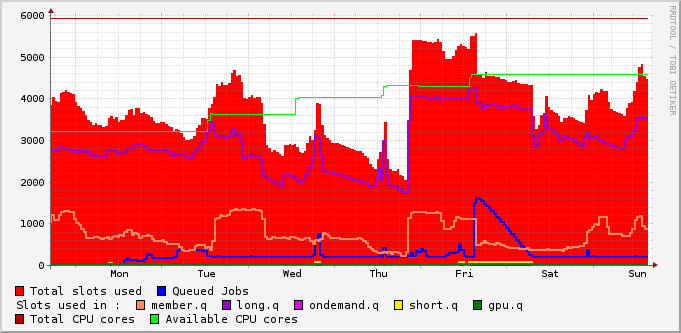 6000
5000
4000
3000
2000
1000
0
Mon Tue Wed Thu Fri Sat Sun
RRDTOOL / TOBI OETIKER
Total slots used Queued Jobs
Slots used in : member.q long.q ondemand.q short.q gpu.q
Total CPU cores Available CPU cores